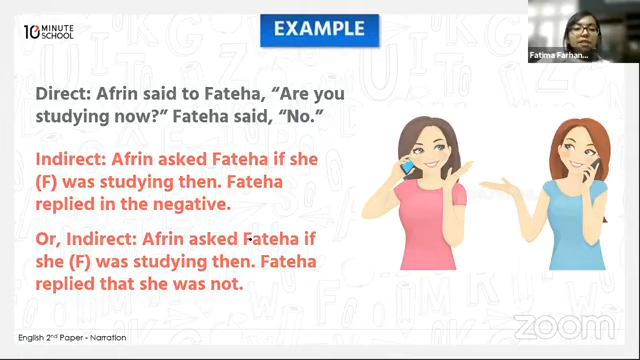 10 MINUTE
SCHOOL
EXAMPLE
Fatima Farhan...
Direct: Afrin said to Fateha, “Are you
studying now?” Fateha said, “No.”
Indirect: Afrin asked Fateha if she
(F) was studying then. Fateha
replied in the negative.
Or, Indirect: Afrin asked Fateha if
she (F) was studying then. Fateha
replied that she was not.
English 2nd Paper - Narration
zoom